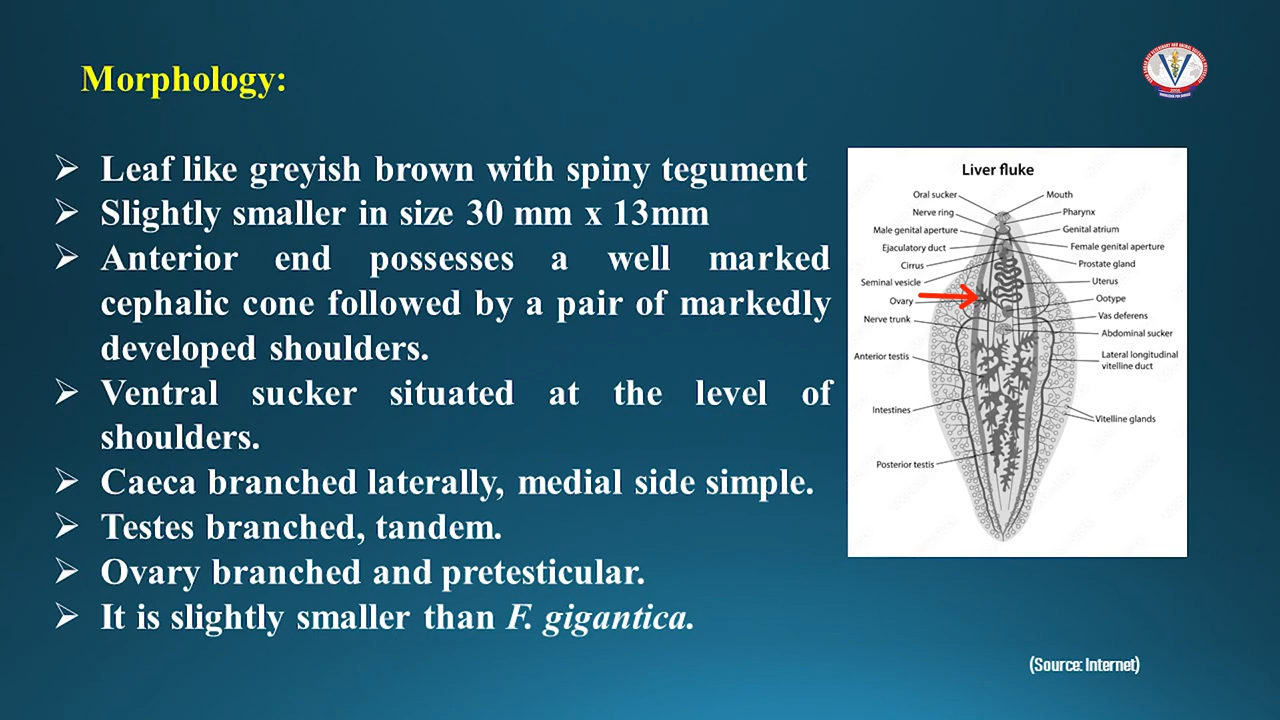 Morphology:
➢ Leaf like greyish brown with spiny tegument
➢ Slightly smaller in size 30 mm x 13mm
➢ Anterior end possesses a well marked
cephalic cone followed by a pair of markedly
developed shoulders.
➢ Ventral sucker situated at the level of
shoulders.
➢ Caeca branched laterally, medial side simple.
➢ Testes branched, tandem.
➢ Ovary branched and pretesticular.
➢ It is slightly smaller than F. gigantica.
Liver fluke
Oral sucker
Nerve ring
Male genital aperture
Ejaculatory duct
Cirrus
Seminal vesicle
Ovary
Nerve trunk
Anterior testis
Intestines
Posterior testis
Mouth
Pharynx
Genital atrium
Female genital aperture
Prostate gland
Uterus
Ootype
Vas deferens
Abdominal sucker
Lateral longitudinal
vitelline duct
Vitelline glands
(Source: Internet)